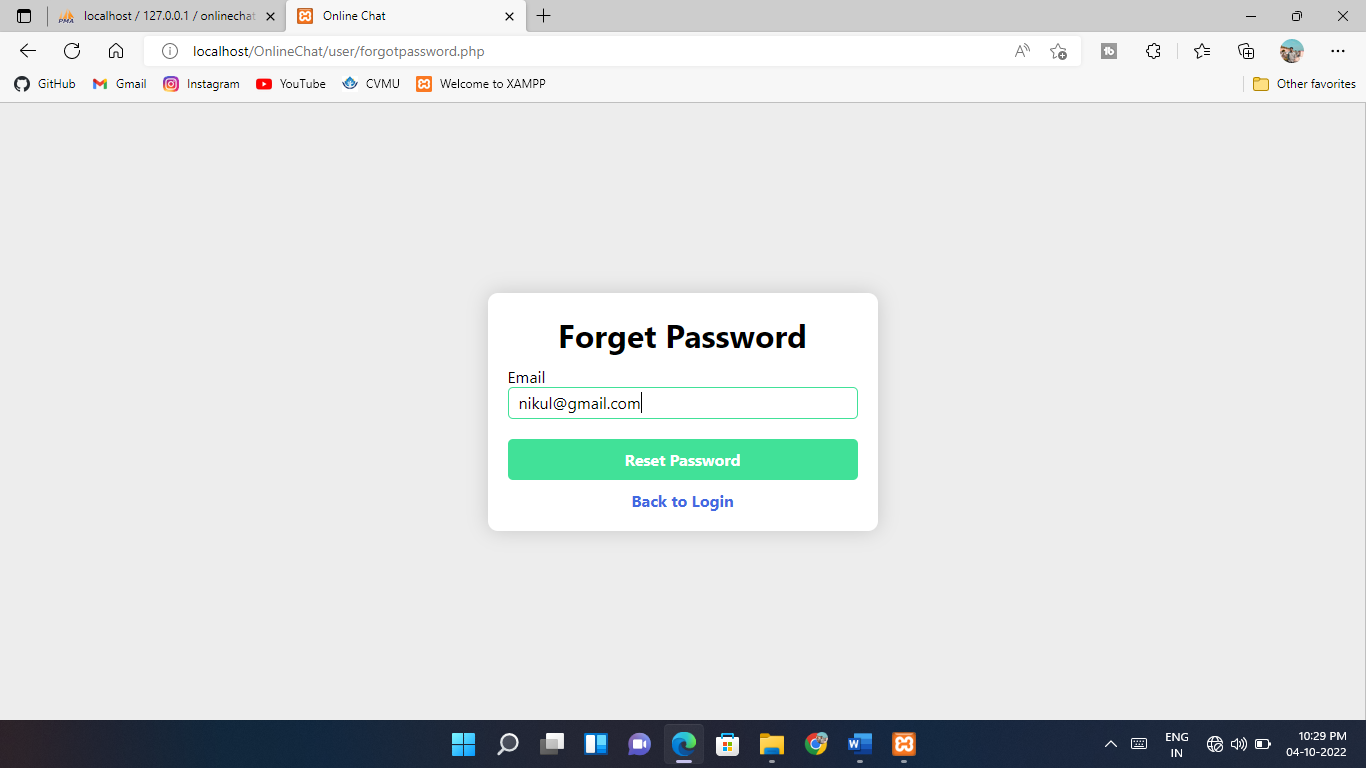 PMA localhost / 127.0.0.1 / onlinechat
Online Chat
localhost/OnlineChat/user/forgotpassword.php
GitHub
Gmail
Instagram
YouTube
CVMU
Welcome to XAMPP
Other favorites
Forget Password
Email
nikul@gmail.com
Reset Password
Back to Login
ENG
IN
10:29 PM
04-10-2022